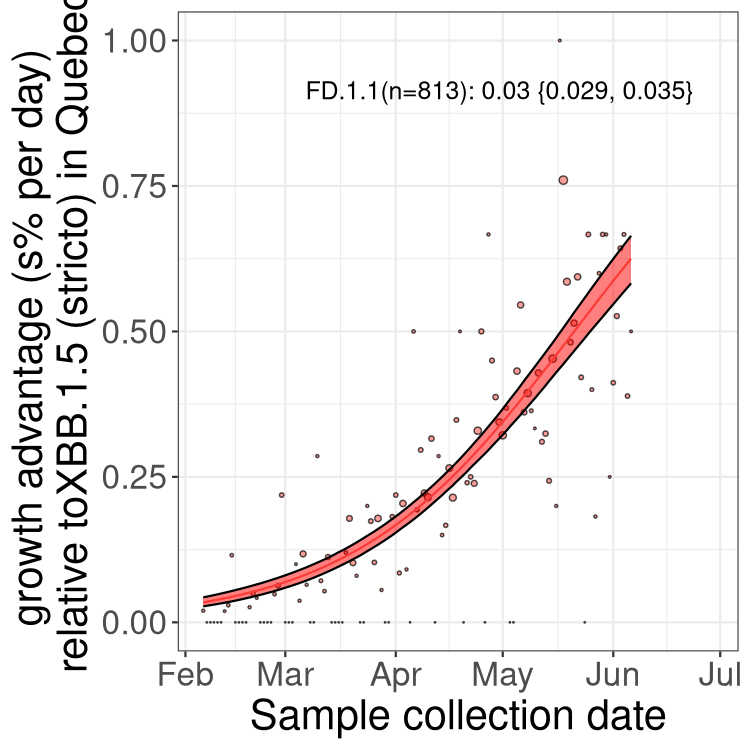 growth advantage (s% per day)
relative toXBB.1.5 (stricto) in Quebec
1.00
FD.1.1(n=813): 0.03 {0.029, 0.035}
0.75
0.50
0.25
0.00
Feb Mar Apr May Jun Jul
Sample collection date